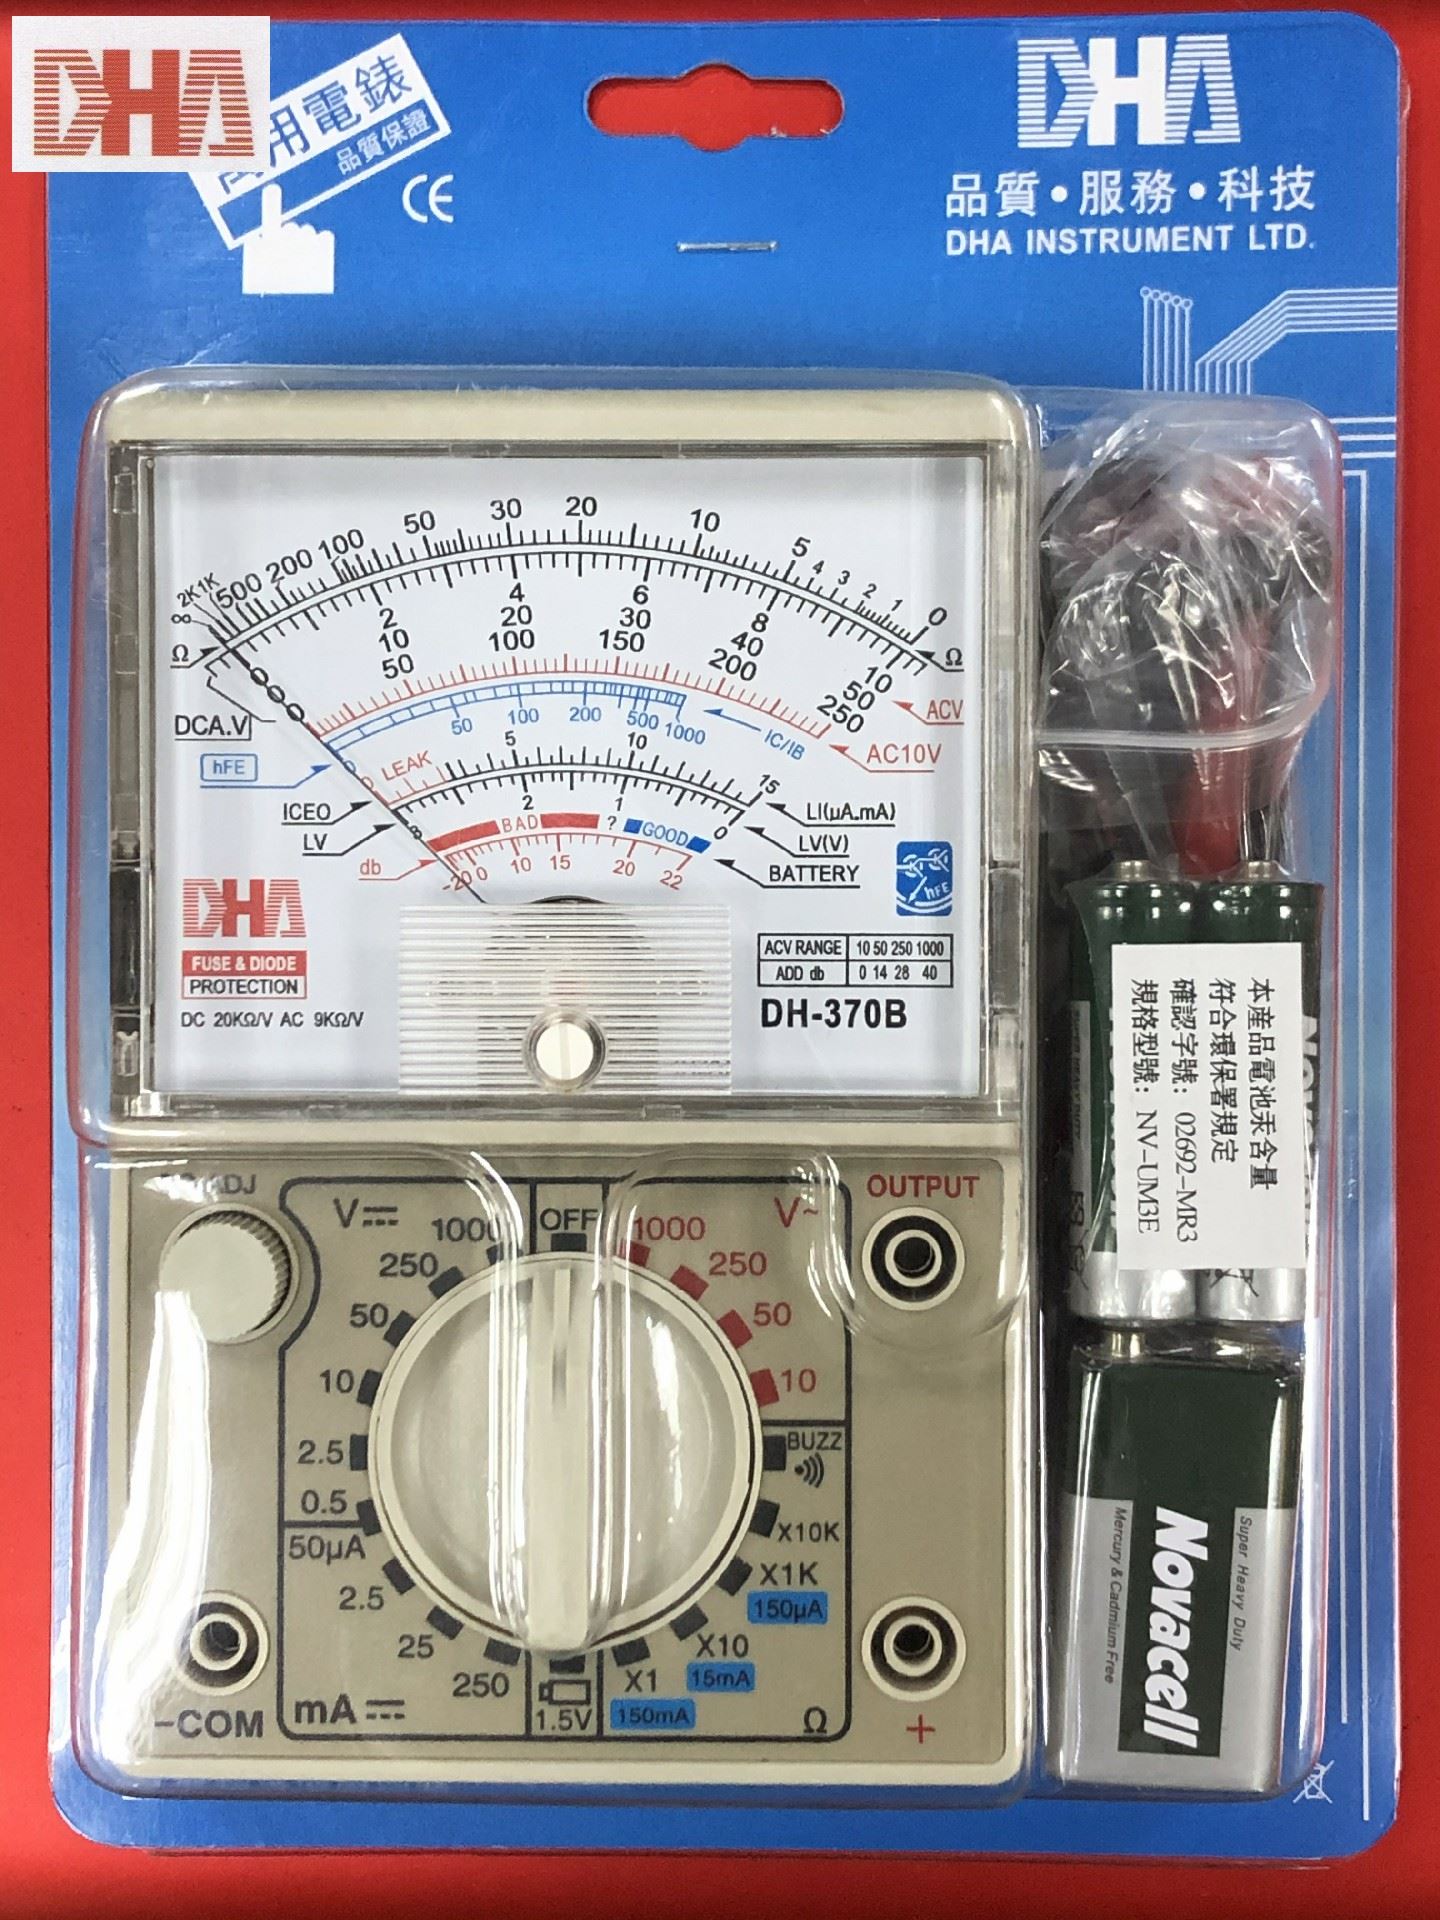 DHA
用電錶
品質保證
CE
DHA
品質•服務•科技
DHA INSTRUMENT LTD.
∞ 2K 1K 500 200 100 50 30 20 10 5 4 3 2 1 0
Ω Ω
2 4 6 8 10
10 20 30 40 50
50 100 150 200 250
DCA.V ACV
AC10V
hFE 50 100 200 500 1000 IC/IB
ICEO LEAK 5 10 15 LI(μA.mA)
LV ∞ 2 1 0 LV(V)
BAD ? GOOD BATTERY
db -20 0 10 15 20 22
hFE
DHA
FUSE & DIODE
PROTECTION
DC 20KΩ/V AC 9KΩ/V
ACV RANGE 10 50 250 1000
ADD db 0 14 28 40
DH-370B
本產品電池汞含量
符合環保署規定
確認字號：02692-MR3
規格型號：NV-UM3E
ADJ
OUTPUT
V OFF V~
1000 1000
250 250
50 50
10 10
2.5 BUZZ
0.5 X10K
50μA X1K
150μA
2.5
25 X10
15mA
250 X1
150mA
mA 1.5V Ω
-COM +
Novacell
Super Heavy Duty
Mercury & Cadmium Free